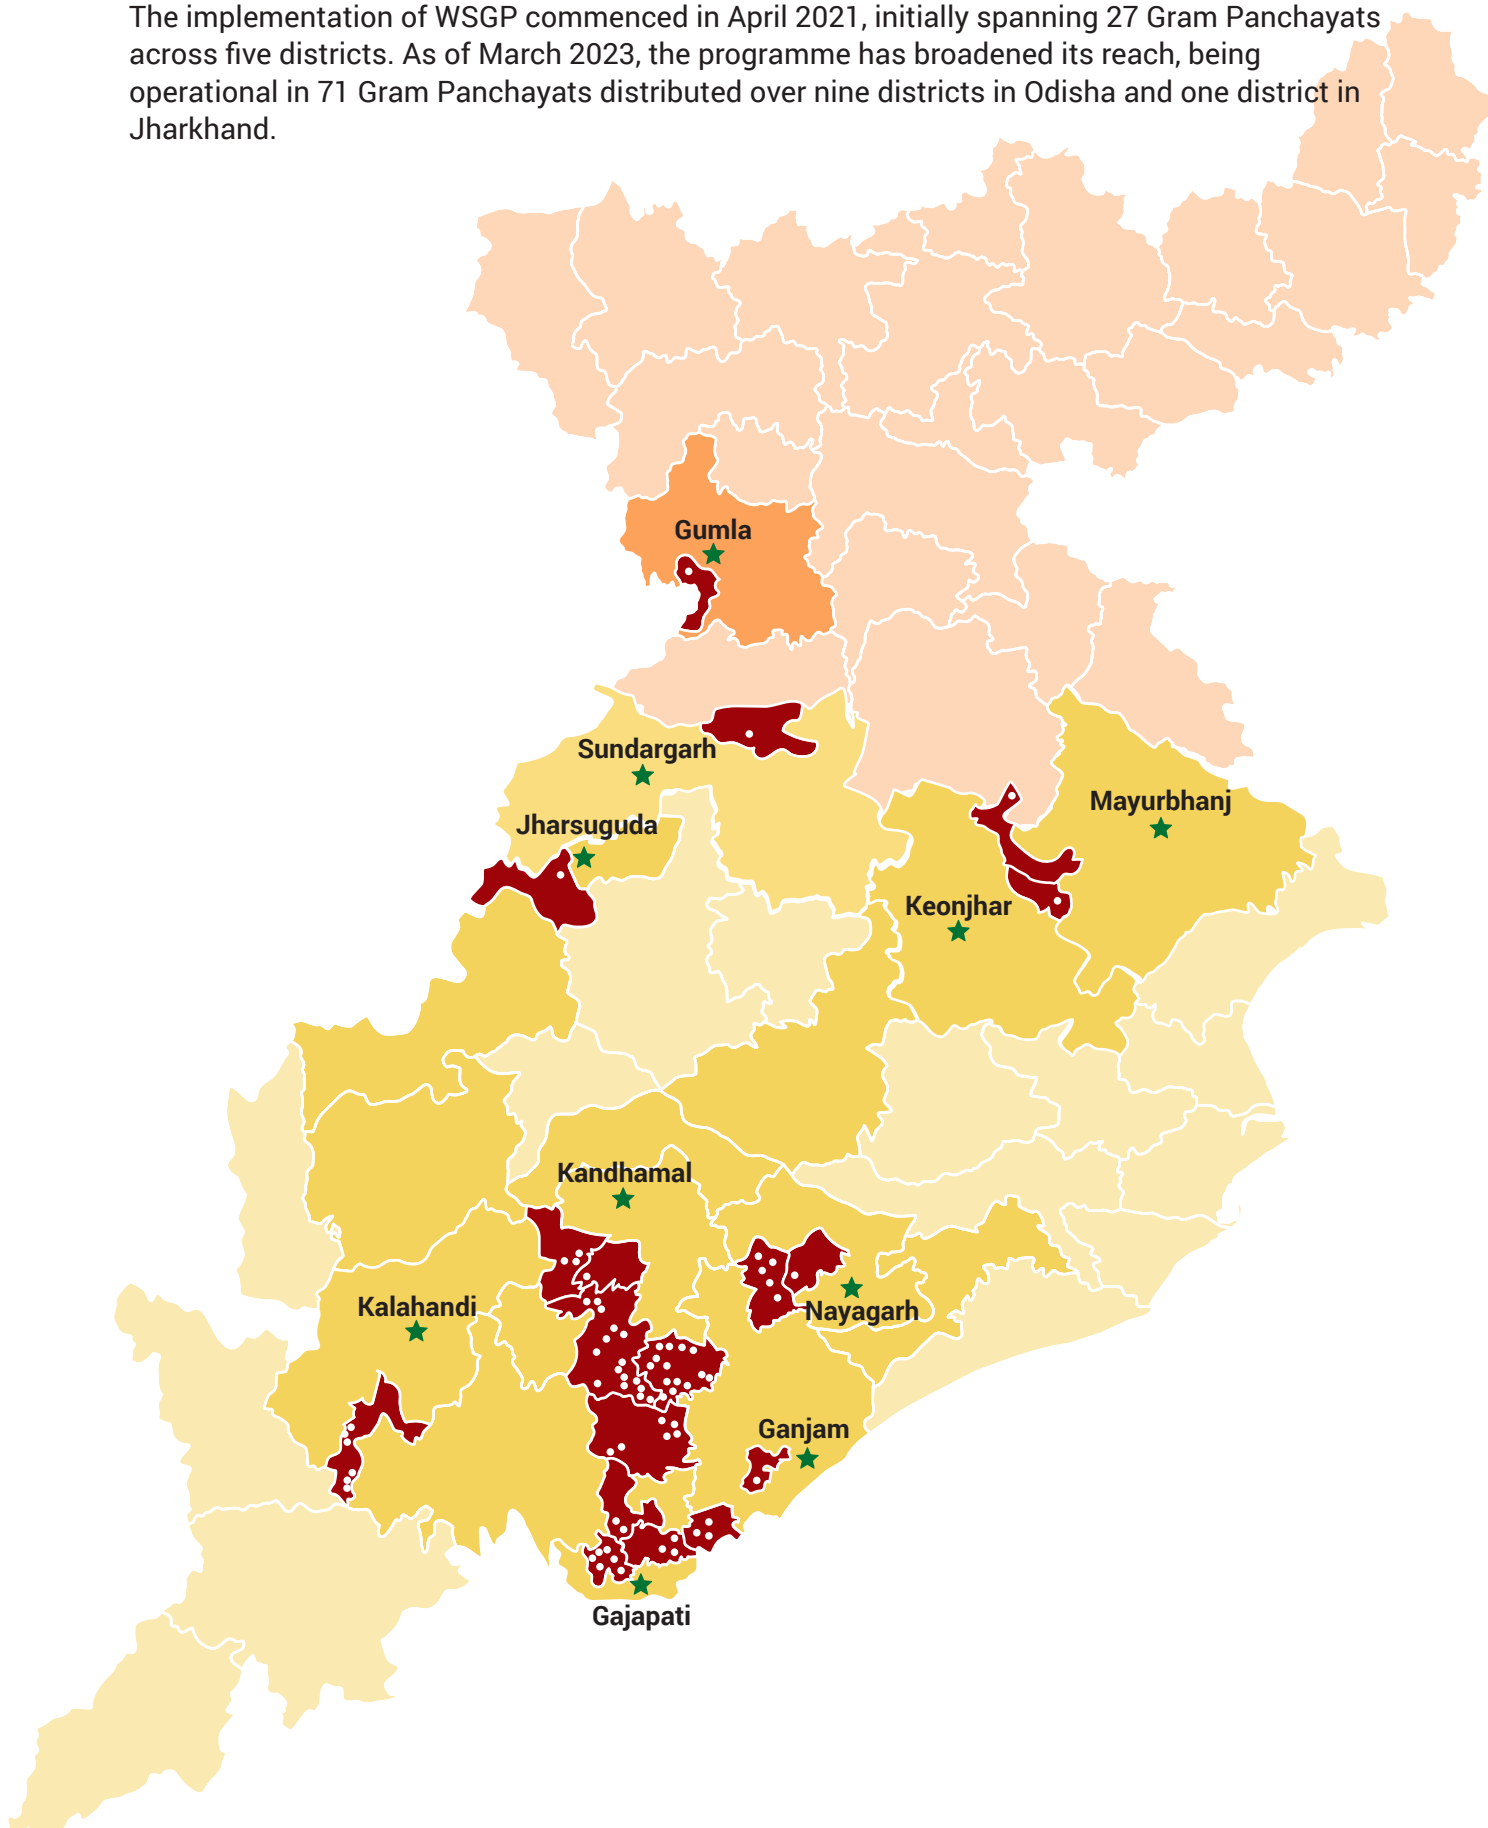 The implementation of WSGP commenced in April 2021, initially spanning 27 Gram Panchayats
across five districts. As of March 2023, the programme has broadened its reach, being
operational in 71 Gram Panchayats distributed over nine districts in Odisha and one district in
Jharkhand.
Gumla
Sundargarh
Mayurbhanj
Jharsuguda
Keonjhar
Kandhamal
Kalahandi
Nayagarh
Ganjam
Gajapati